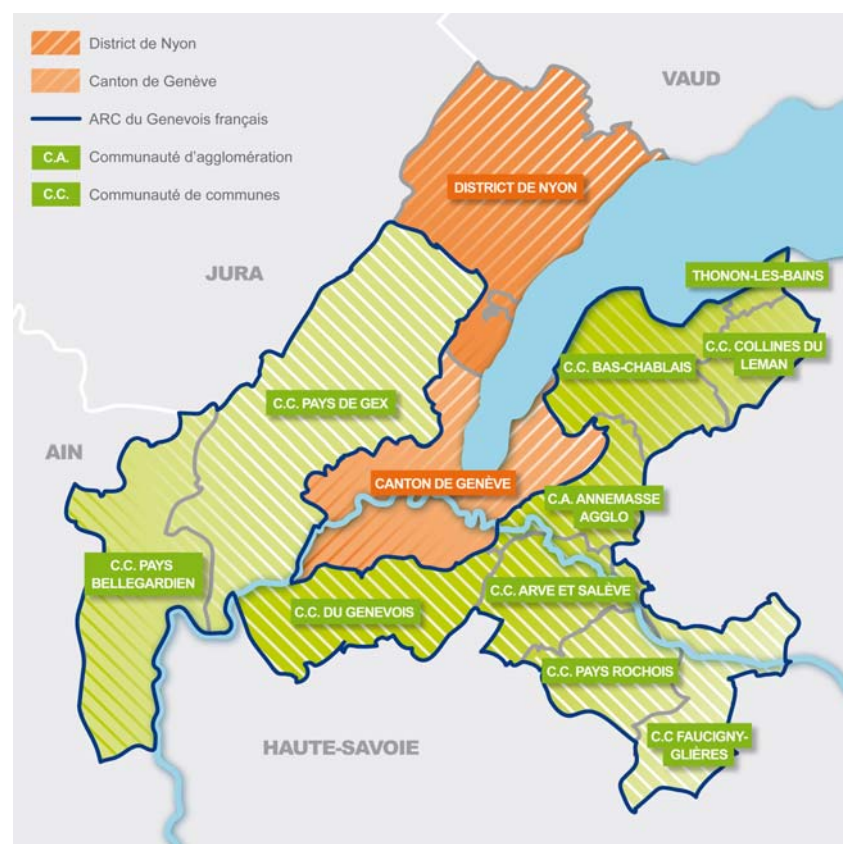 District de Nyon
Canton de Genève
ARC du Genevois français
C.A. Communauté d'agglomération
C.C. Communauté de communes
VAUD
DISTRICT DE NYON
JURA
THONON-LES-BAINS
C.C. COLLINES DU
LEMAN
C.C. BAS-CHABLAIS
C.C. PAYS DE GEX
AIN
CANTON DE GENÈVE
C.A. ANNEMASSE
AGGLO
C.C. PAYS
BELLEGARDIEN
C.C. ARVE ET SALÈVE
C.C. DU GENEVOIS
C.C. PAYS ROCHOIS
HAUTE-SAVOIE
C.C FAUCIGNY-
GLIÈRES